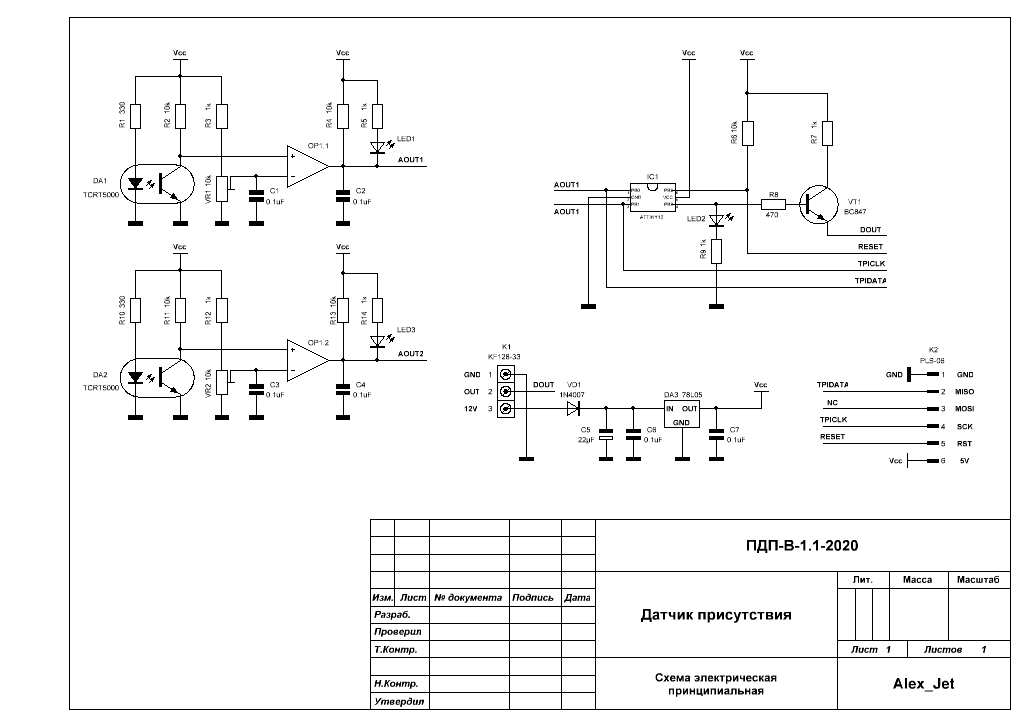 Vcc
Vcc
R1 330
R2 10k
R3 1k
R4 10k
R5 1k
LED1
OP1.1
AOUT1
DA1
TCRT5000
VR1 10k
C1
0.1uF
C2
0.1uF
Vcc
Vcc
R10 330
R11 10k
R12 1k
R13 10k
R14 1k
LED3
OP1.2
AOUT2
DA2
TCRT5000
VR2 10k
C3
0.1uF
C4
0.1uF
Vcc
Vcc
R6 10k
R7 1k
IC1
AOUT1
AOUT1
PB0
GND
PB1
VCC
ATTINY13
R8
470
VT1
BC847
LED2
R9 1k
DOUT
RESET
TPICLK
TPIDATA
K1
KF128-33
GND 1
OUT 2
12V 3
DOUT
VD1
1N4007
DA3 78L05
IN OUT
GND
Vcc
C5
22µF
C6
0.1uF
C7
0.1uF
K2
PLS-06
GND 1 GND
TPIDATA 2 MISO
NC 3 MOSI
TPICLK 4 SCK
RESET 5 RST
Vcc 6 5V
ПДП-В-1.1-2020
Изм. Лист № документа Подпись Дата
Разраб.
Проверил
Т.Контр.
Н.Контр.
Утвердил
Датчик присутствия
Лит. Масса Масштаб
Лист 1 Листов 1
Схема электрическая
принципиальная
Alex_Jet